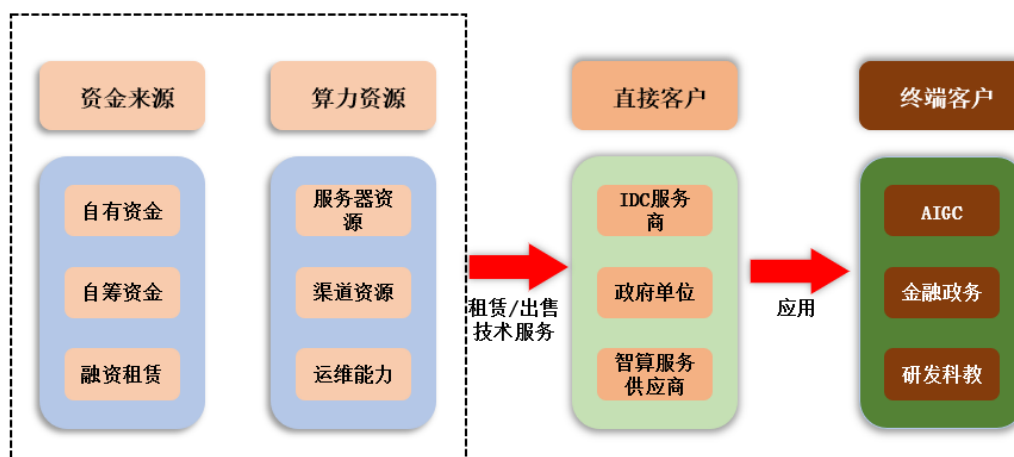 资金来源
自有资金
自筹资金
融资租赁
算力资源
服务器资
源
渠道资源
运维能力
租赁/出售
技术服务
直接客户
IDC服务
商
政府单位
智算服务
供应商
应用
终端客户
AIGC
金融政务
研发科教